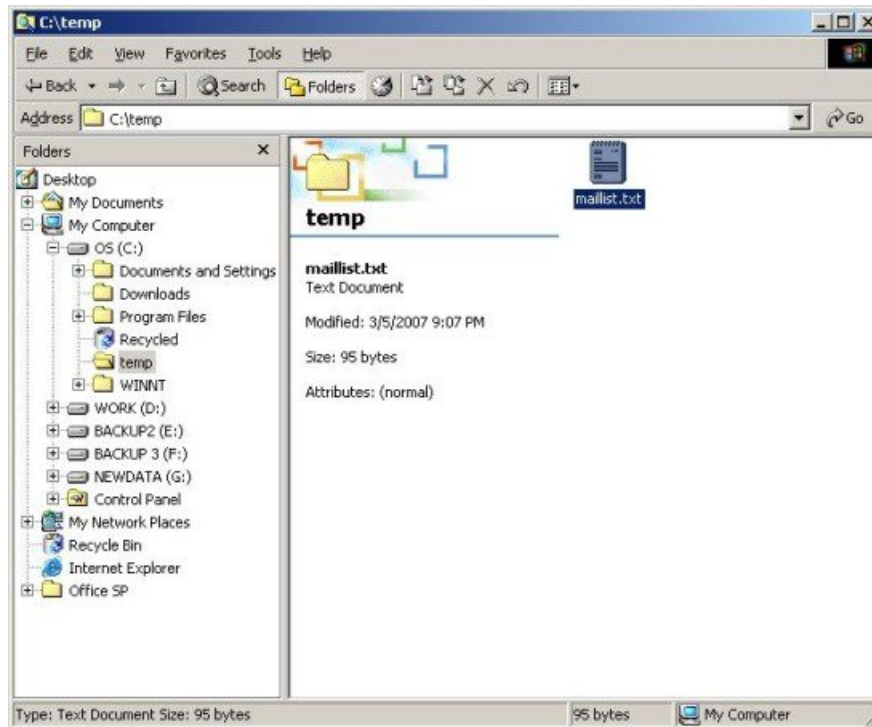 C:\temp
File Edit View Favorites Tools Help
Back Search Folders
Address C:\temp Go
Folders
Desktop
My Documents
My Computer
OS (C:)
Documents and Settings
Downloads
Program Files
Recycled
temp
WINNT
WORK (D:)
BACKUP2 (E:)
BACKUP 3 (F:)
NEWDATA (G:)
Control Panel
My Network Places
Recycle Bin
Internet Explorer
Office SP
temp
maillist.txt
Text Document
Modified: 3/5/2007 9:07 PM
Size: 95 bytes
Attributes: (normal)
maillist.txt
Type: Text Document Size: 95 bytes 95 bytes My Computer